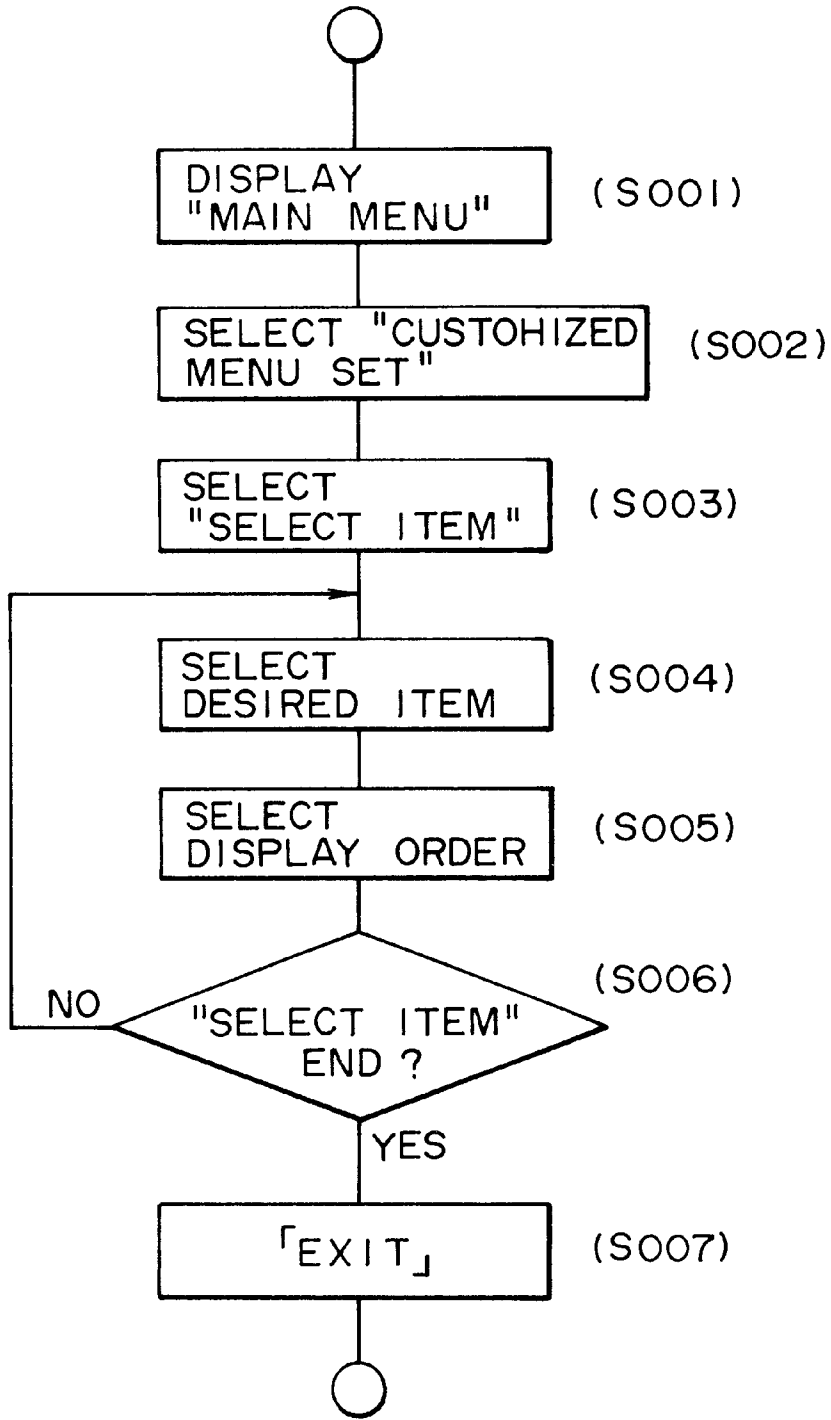 DISPLAY
"MAIN MENU"
(S001)
SELECT "CUSTOHIZED
MENU SET"
(S002)
SELECT
"SELECT ITEM"
(S003)
SELECT
DESIRED ITEM
(S004)
SELECT
DISPLAY ORDER
(S005)
(S006)
NO
"SELECT ITEM"
END ?
YES
「EXIT」
(S007)